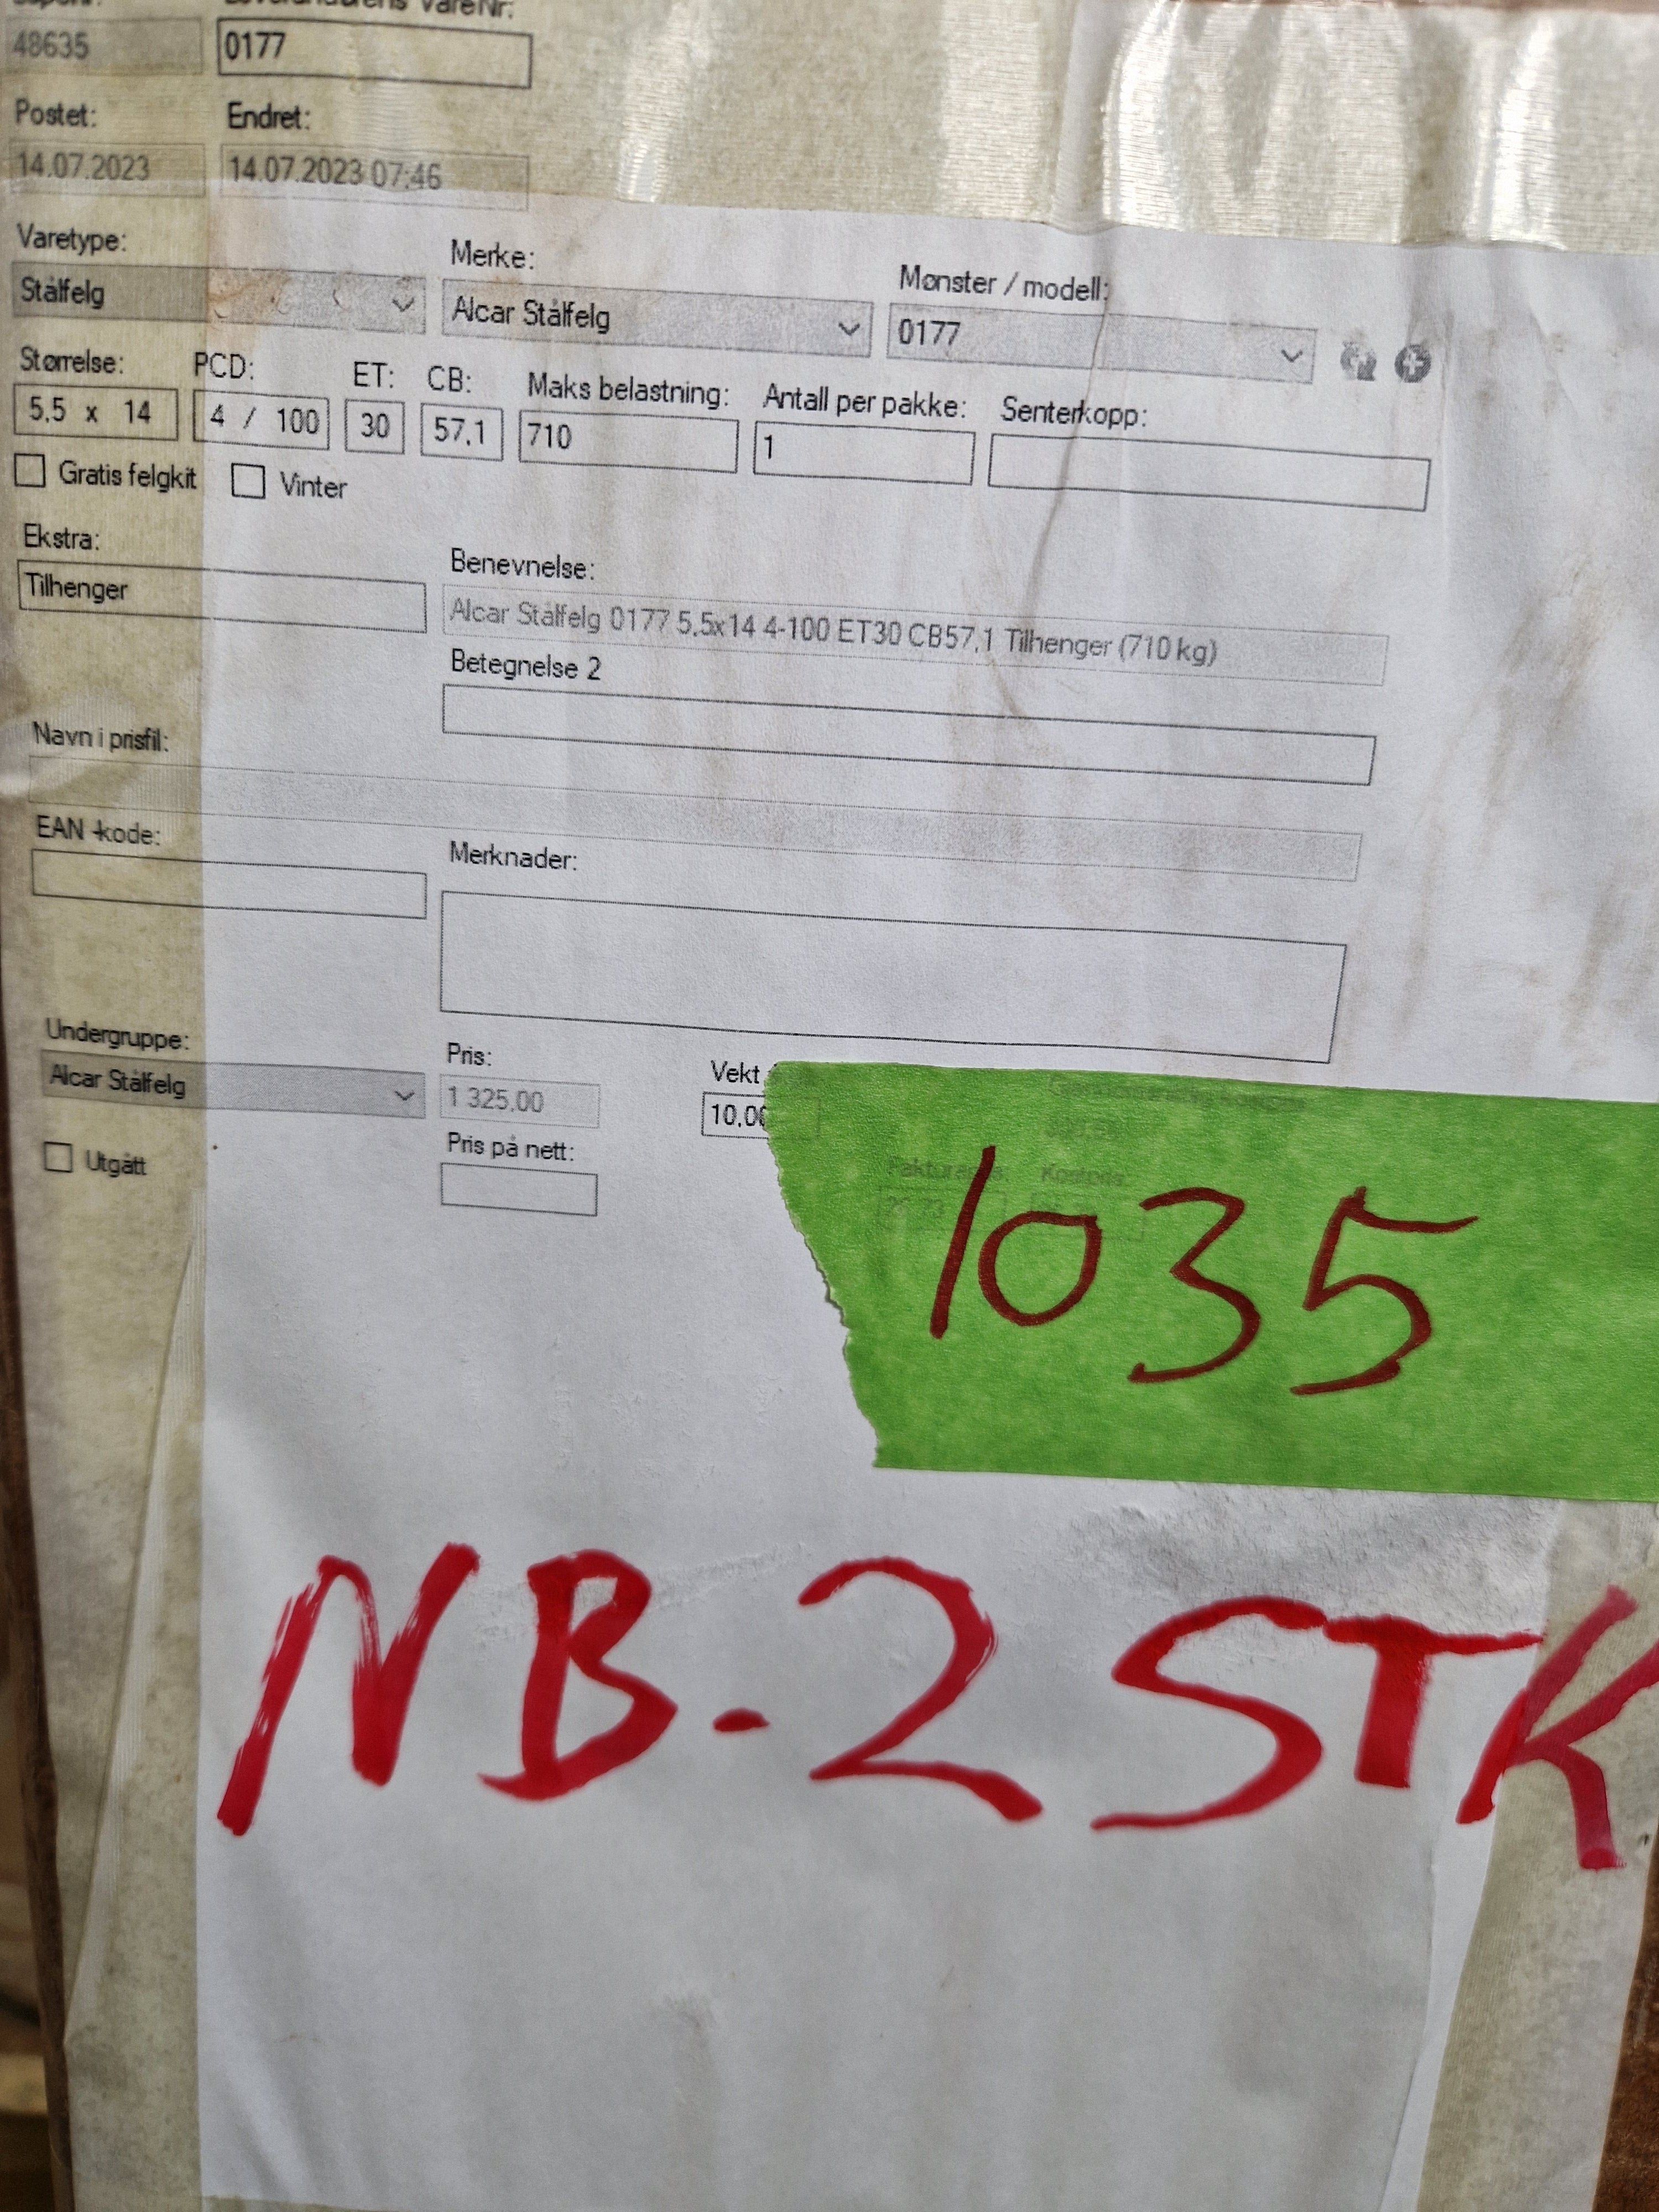 VareNr:
48635 0177
Postet: Endret:
14.07.2023 14.07.2023 07:46
Varetype: Merke: Mønster / modell:
Stålfelg Alcar Stålfelg 0177
Størrelse: PCD: ET: CB: Maks belastning: Antall per pakke: Senterkopp:
5,5 x 14 4 / 100 30 57,1 710 1
Gratis felgkit Vinter
Ekstra: Benevnelse:
Tilhenger Alcar Stålfelg 0177 5,5x14 4-100 ET30 CB57,1 Tilhenger (710 kg)
Betegnelse 2
Navn i prisfil:
EAN -kode: Merknader:
Undergruppe: Pris: Vekt
Alcar Stålfelg 1 325,00 10,00
Utgått Pris på nett:
Kostpris:
1035
NB-2 STK